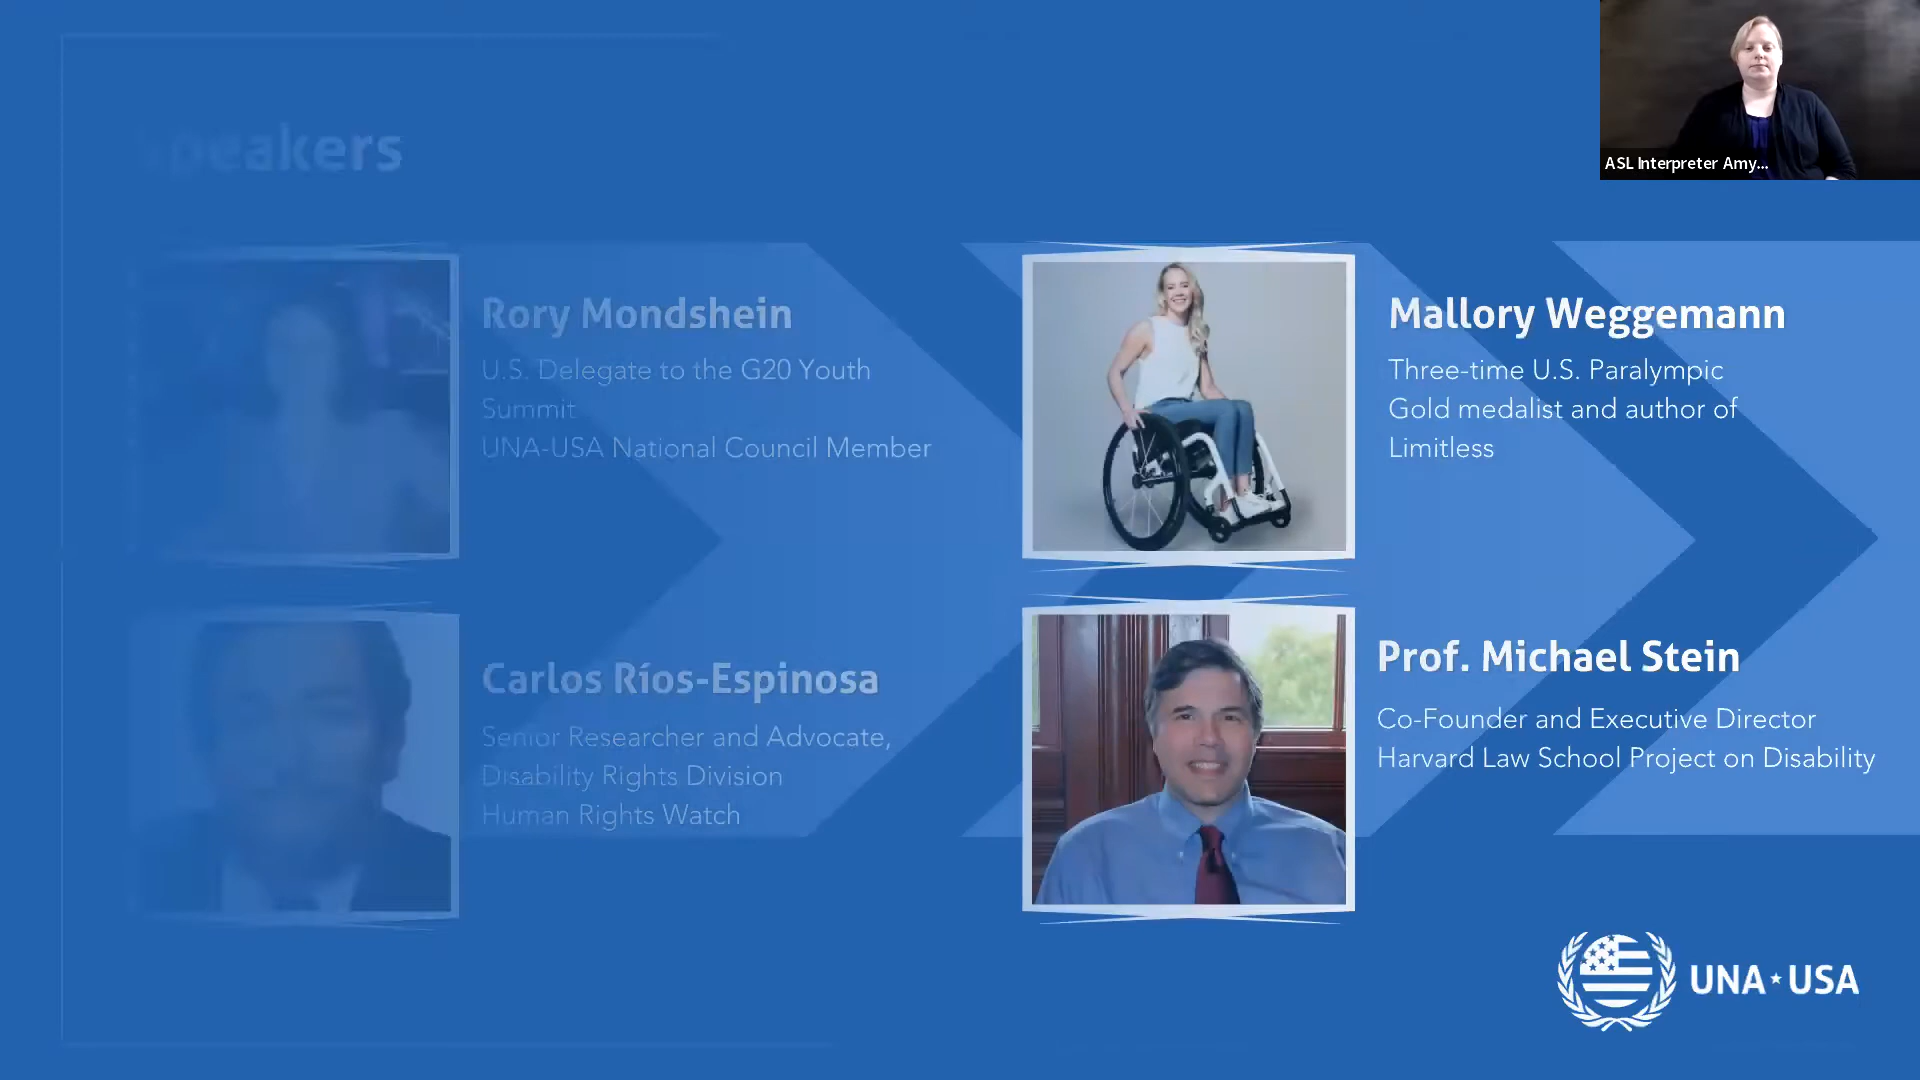 Speakers
ASL Interpreter Amy...
Rory Mondshein
U.S. Delegate to the G20 Youth
Summit
UNA-USA National Council Member
Mallory Weggemann
Three-time U.S. Paralympic
Gold medalist and author of
Limitless
Carlos Ríos-Espinosa
Senior Researcher and Advocate,
Disability Rights Division
Human Rights Watch
Prof. Michael Stein
Co-Founder and Executive Director
Harvard Law School Project on Disability
UNA★USA